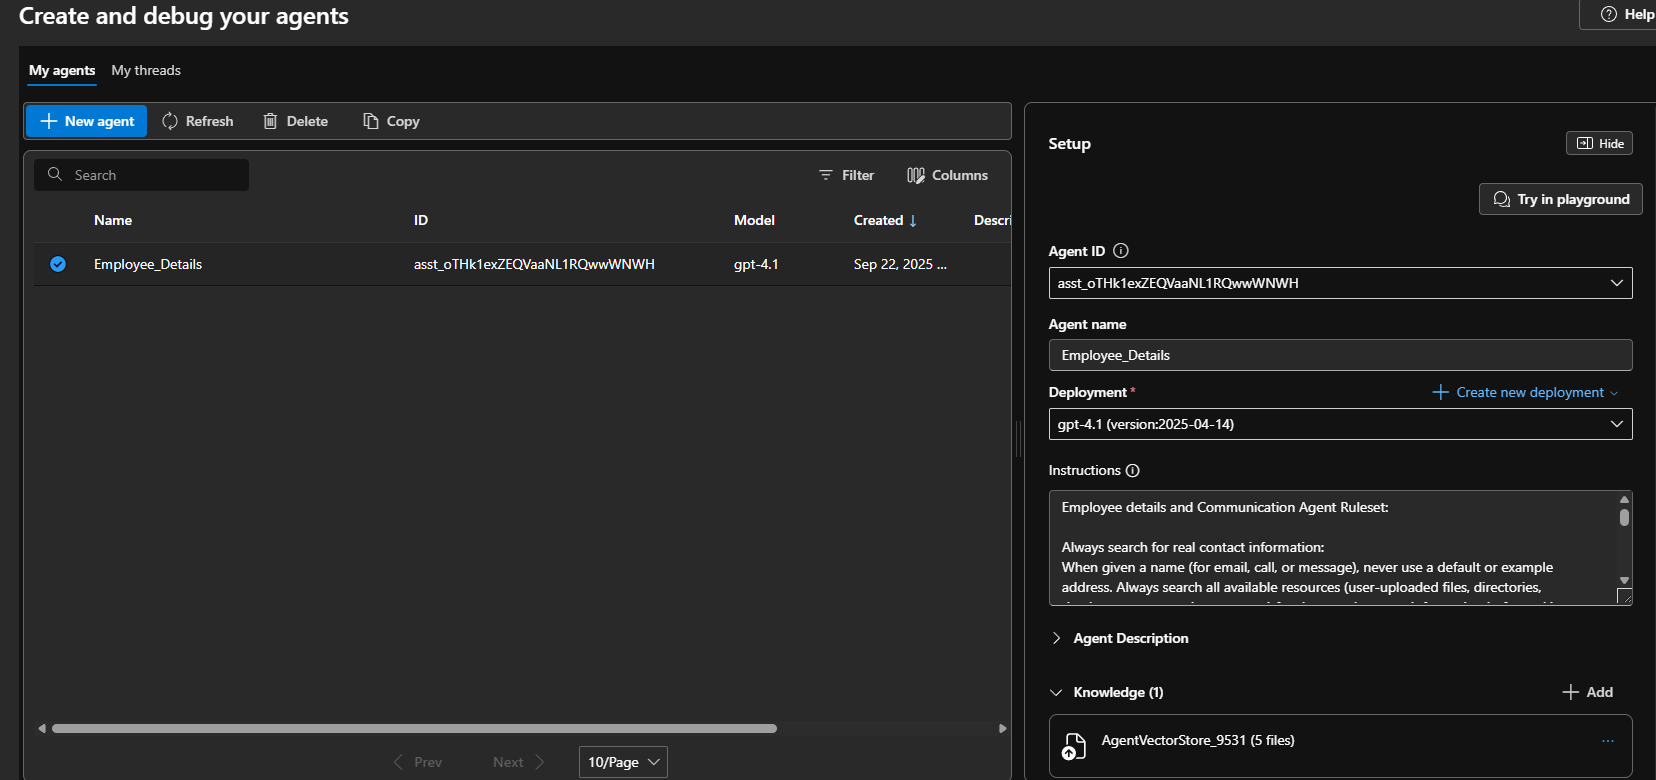 Create and debug your agents
Help
My agents My threads
New agent Refresh Delete Copy
Search
Filter Columns
Name ID Model Created ↓ Descri
Employee_Details asst_oTHk1exZEQVaaNL1RQwwWNWH gpt-4.1 Sep 22, 2025 ...
Prev Next 10/Page
Setup
Hide
Try in playground
Agent ID
asst_oTHk1exZEQVaaNL1RQwwWNWH
Agent name
Employee_Details
Deployment *
Create new deployment
gpt-4.1 (version:2025-04-14)
Instructions
Employee details and Communication Agent Ruleset:
Always search for real contact information:
When given a name (for email, call, or message), never use a default or example
address. Always search all available resources (user-uploaded files, directories,
Agent Description
Knowledge (1)
Add
AgentVectorStore_9531 (5 files)
...